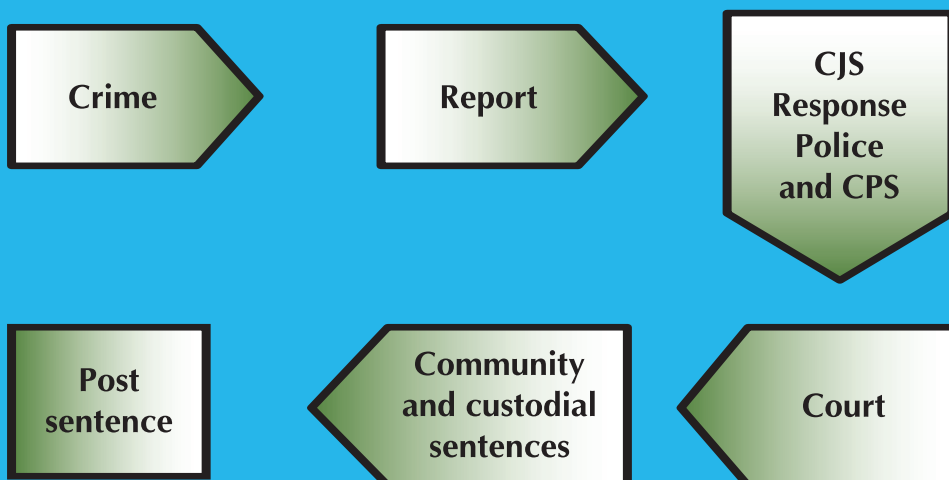 Crime
Report
CJS
Response
Police
and CPS
Post
sentence
Community
and custodial
sentences
Court